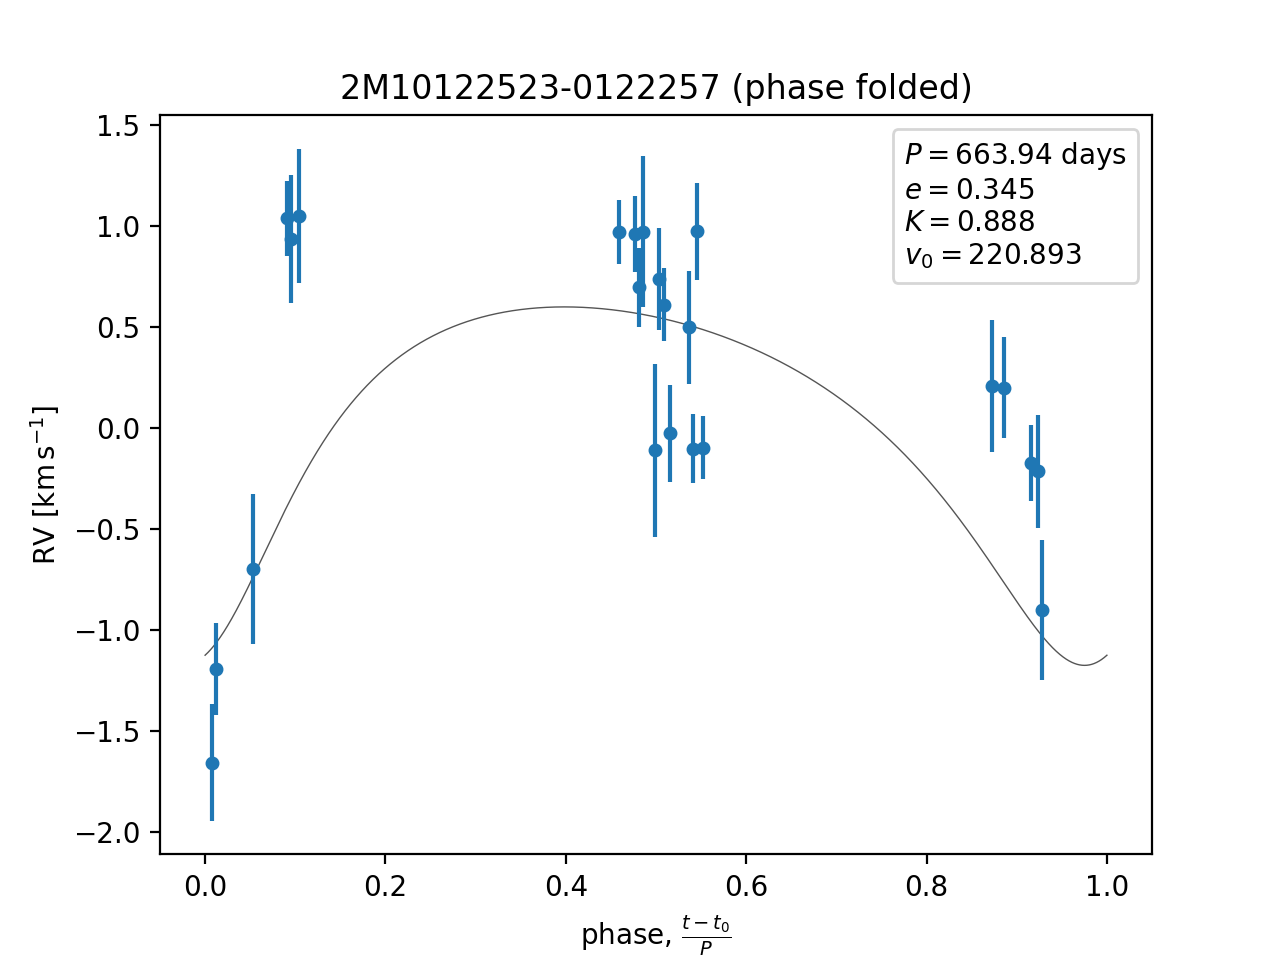 2M10122523-0122257 (phase folded)
P = 663.94 days
e = 0.345
K = 0.888
v₀ = 220.893
1.5
1.0
0.5
0.0
−0.5
−1.0
−1.5
−2.0
RV [km s⁻¹]
0.0 0.2 0.4 0.6 0.8 1.0
phase, (t − t₀)/P